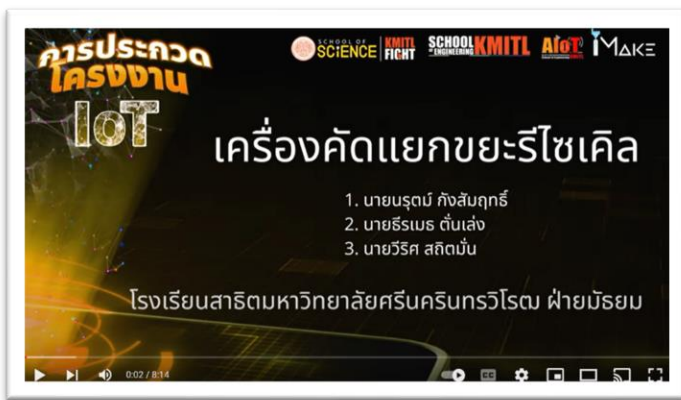 การประกวด
โครงงาน
IoT
SCHOOL OF
SCiENCE
KMITL
FIGHT
SCHOOL KMITL
OF ENGINEERING
AIoT
iMAKE
เครื่องคัดแยกขยะรีไซเคิล
1. นายนรุตม์ กังสัมฤทธิ์
2. นายธีรเมธ ตั่นเล่ง
3. นายวีริศ สถิตมั่น
โรงเรียนสาธิตมหาวิทยาลัยศรีนครินทรวิโรฒ ฝ่ายมัธยม
0:02 / 8:14
CC